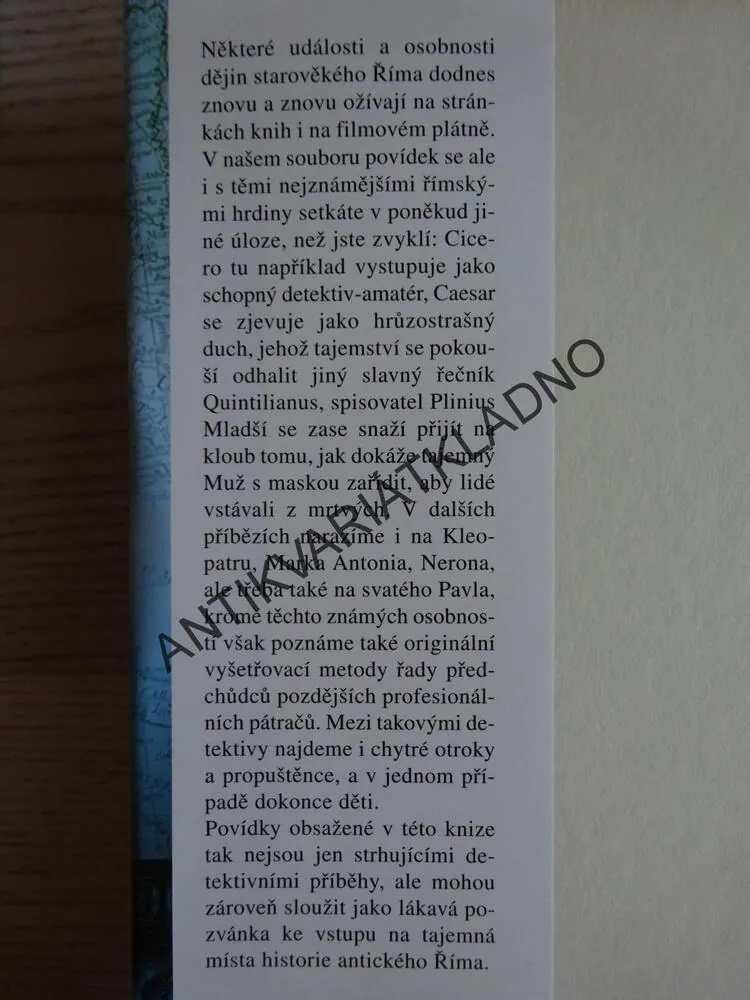 Některé události a osobnosti
dějin starověkého Říma dodnes
znovu a znovu ožívají na strán-
kách knih i na filmovém plátně.
V našem souboru povídek se ale
i s těmi nejznámějšími římský-
mi hrdiny setkáte v poněkud ji-
né úloze, než jste zvyklí: Cice-
ro tu například vystupuje jako
schopný detektiv-amatér, Caesar
se zjevuje jako hrůzostrašný
duch, jehož tajemství se pokou-
ší odhalit jiný slavný řečník
Quintilianus, spisovatel Plinius
Mladší se zase snaží přijít na
kloub tomu, jak dokáže tajemný
Muž s maskou zařídit, aby lidé
vstávali z mrtvých. V dalších
příbězích narazíme i na Kleo-
patru, Marka Antonia, Nerona,
ale třeba také na svatého Pavla,
kromě těchto známých osobnos-
tí však poznáme také originální
vyšetřovací metody řady před-
chůdců pozdějších profesionál-
ních pátračů. Mezi takovými de-
tektivy najdeme i chytré otroky
a propuštěnce, a v jednom pří-
padě dokonce děti.
Povídky obsažené v této knize
tak nejsou jen strhujícími de-
tektivními příběhy, ale mohou
zároveň sloužit jako lákavá po-
zvánka ke vstupu na tajemná
místa historie antického Říma.
ANTIKVARIÁTKLADNO